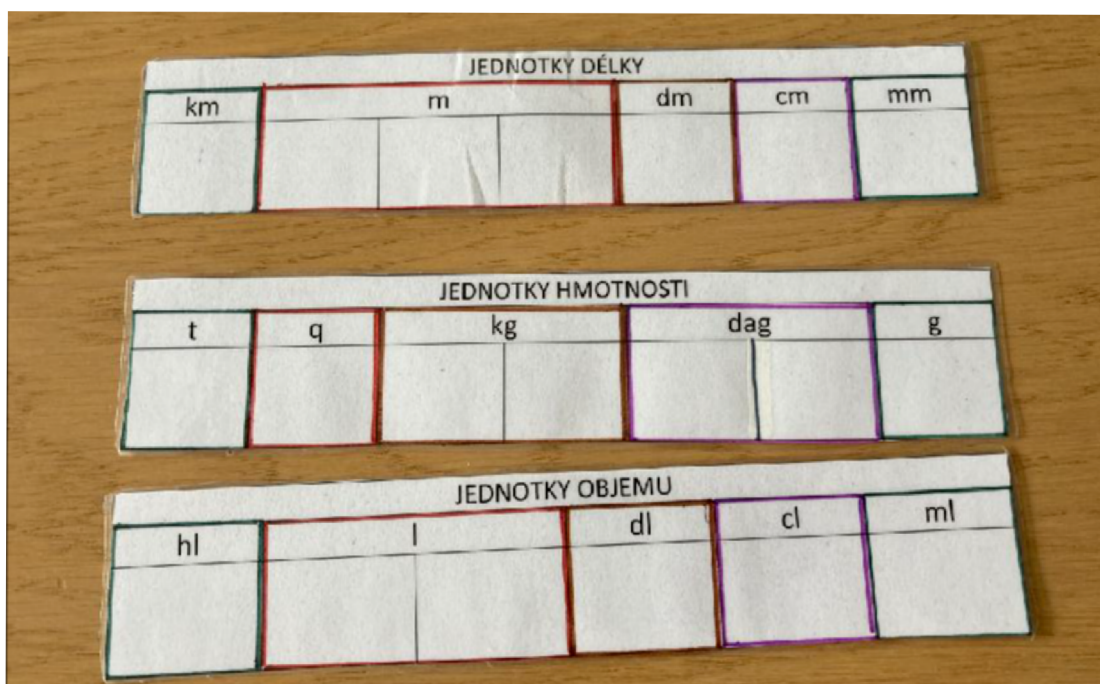 JEDNOTKY DÉLKY
km m dm cm mm
JEDNOTKY HMOTNOSTI
t q kg dag g
JEDNOTKY OBJEMU
hl l dl cl ml